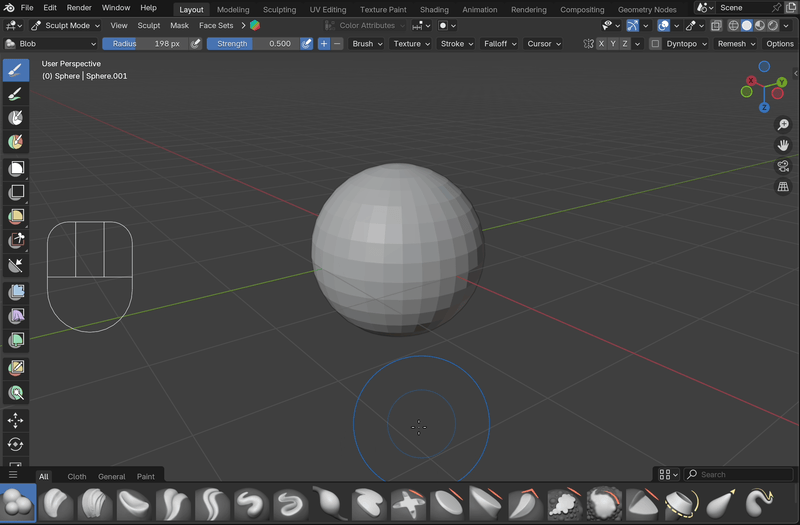 File Edit Render Window Help Layout Modeling Sculpting UV Editing Texture Paint Shading Animation Rendering Compositing Geometry Nodes Scene
Sculpt Mode View Sculpt Mask Face Sets Color Attributes
Blob Radius 198 px Strength 0.500 Brush Texture Stroke Falloff Cursor X Y Z Dyntopo Remesh Options
User Perspective
(0) Sphere | Sphere.001
X Y
Z
All Cloth General Paint Search